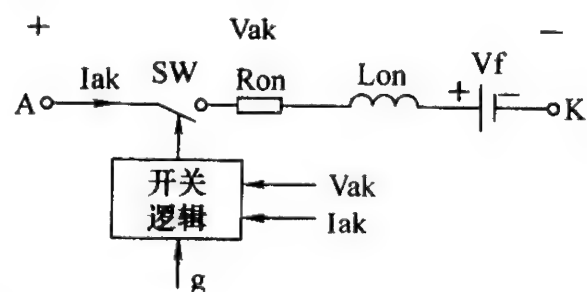 + Vak −
Iak SW Ron Lon Vf
A + − K
开关
逻辑
Vak
Iak
g